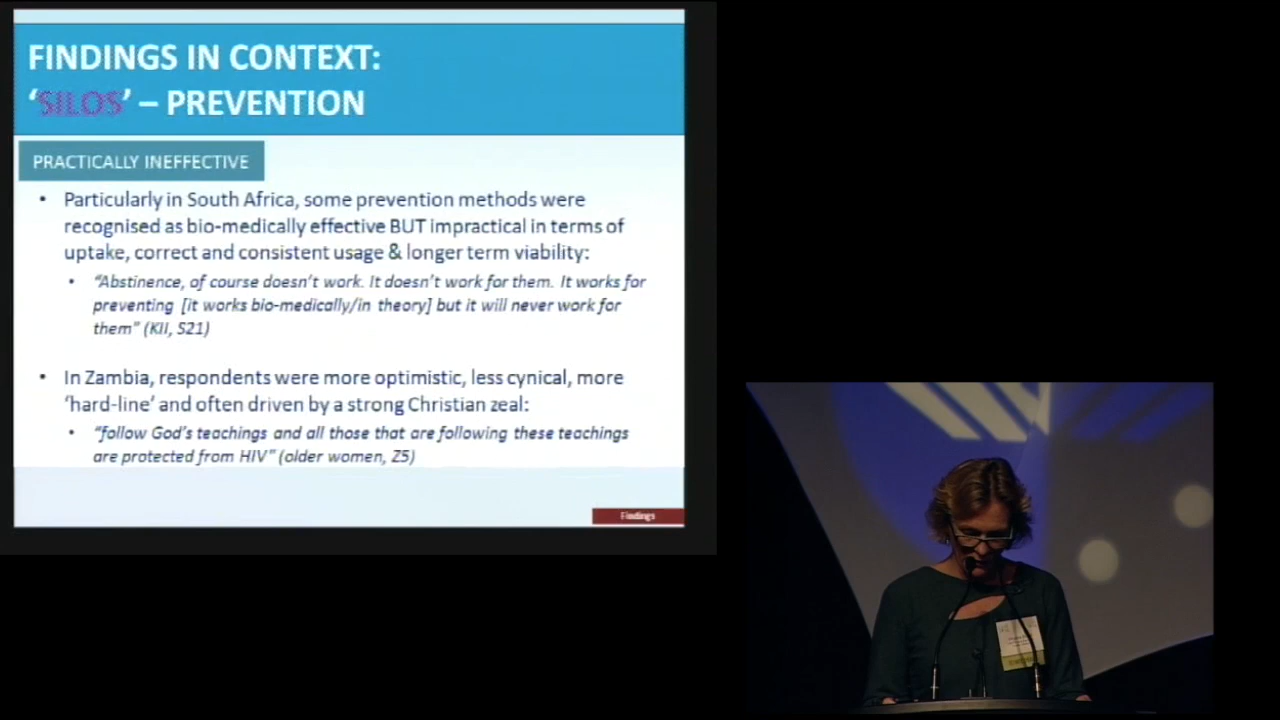 FINDINGS IN CONTEXT:
‘SILOS’ – PREVENTION
PRACTICALLY INEFFECTIVE
• Particularly in South Africa, some prevention methods were
recognised as bio-medically effective BUT impractical in terms of
uptake, correct and consistent usage & longer term viability:
• “Abstinence, of course doesn’t work. It doesn’t work for them. It works for
preventing [it works bio-medically/in theory] but it will never work for
them” (KII, S21)
• In Zambia, respondents were more optimistic, less cynical, more
‘hard-line’ and often driven by a strong Christian zeal:
• “follow God’s teachings and all those that are following these teachings
are protected from HIV” (older women, Z5)
Findings